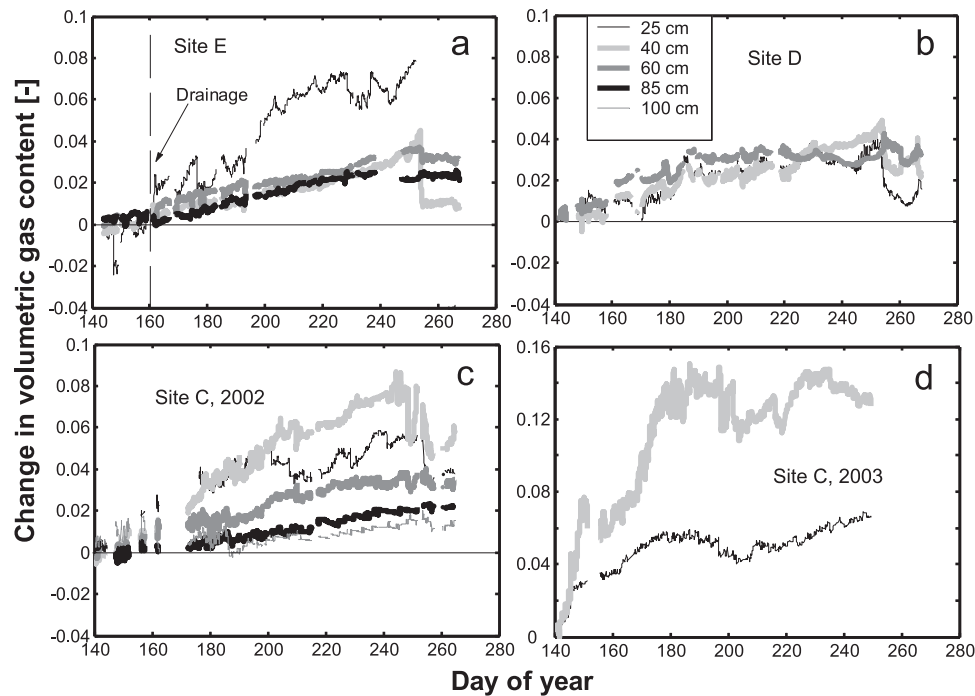 Change in volumetric gas content [-]
0.1
0.08
0.06
0.04
0.02
0
-0.02
-0.04
140 160 180 200 220 240 260 280
Site E
a
Drainage
0.1
0.08
0.06
0.04
0.02
0
-0.02
-0.04
140 160 180 200 220 240 260 280
25 cm
40 cm
60 cm
85 cm
100 cm
Site D
b
0.1
0.08
0.06
0.04
0.02
0
-0.02
-0.04
140 160 180 200 220 240 260 280
Site C, 2002
c
0.16
0.12
0.08
0.04
0
140 160 180 200 220 240 260 280
d
Site C, 2003
Day of year